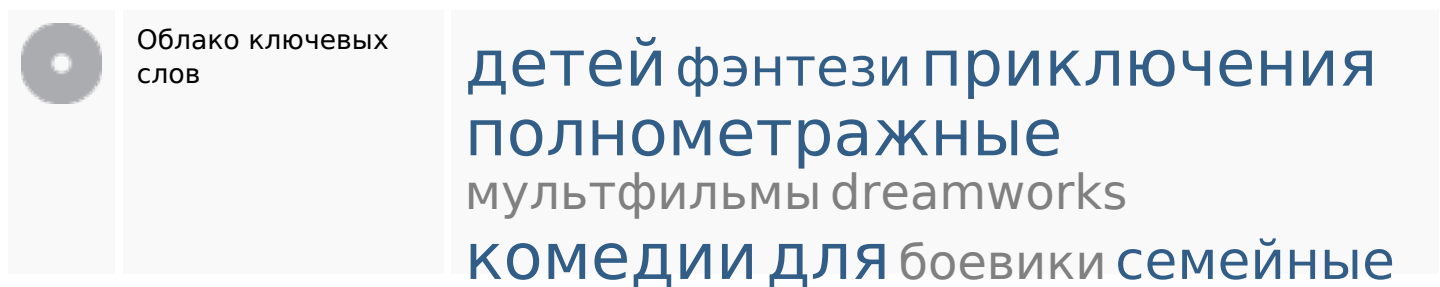 Облако ключевых
слов
детей фэнтези приключения
полнометражные
мультфильмы dreamworks
комедии для боевики семейные